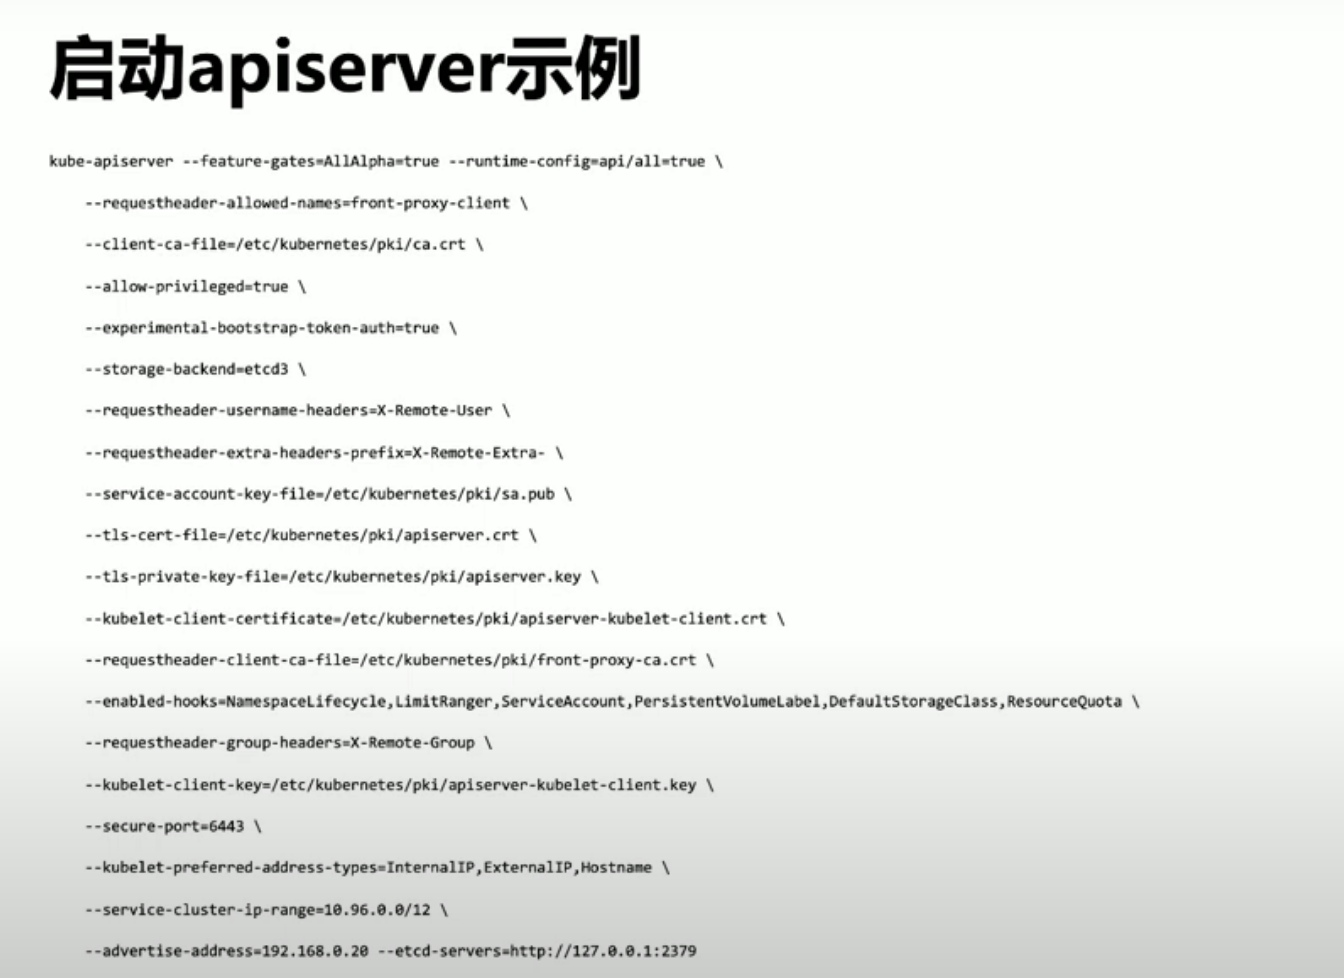 启动apiserver示例
kube-apiserver --feature-gates=AllAlpha=true --runtime-config=api/all=true \
--requestheader-allowed-names=front-proxy-client \
--client-ca-file=/etc/kubernetes/pki/ca.crt \
--allow-privileged=true \
--experimental-bootstrap-token-auth=true \
--storage-backend=etcd3 \
--requestheader-username-headers=X-Remote-User \
--requestheader-extra-headers-prefix=X-Remote-Extra- \
--service-account-key-file=/etc/kubernetes/pki/sa.pub \
--tls-cert-file=/etc/kubernetes/pki/apiserver.crt \
--tls-private-key-file=/etc/kubernetes/pki/apiserver.key \
--kubelet-client-certificate=/etc/kubernetes/pki/apiserver-kubelet-client.crt \
--requestheader-client-ca-file=/etc/kubernetes/pki/front-proxy-ca.crt \
--enabled-hooks=NamespaceLifecycle,LimitRanger,ServiceAccount,PersistentVolumeLabel,DefaultStorageClass,ResourceQuota \
--requestheader-group-headers=X-Remote-Group \
--kubelet-client-key=/etc/kubernetes/pki/apiserver-kubelet-client.key \
--secure-port=6443 \
--kubelet-preferred-address-types=InternalIP,ExternalIP,Hostname \
--service-cluster-ip-range=10.96.0.0/12 \
--advertise-address=192.168.0.20 --etcd-servers=http://127.0.0.1:2379